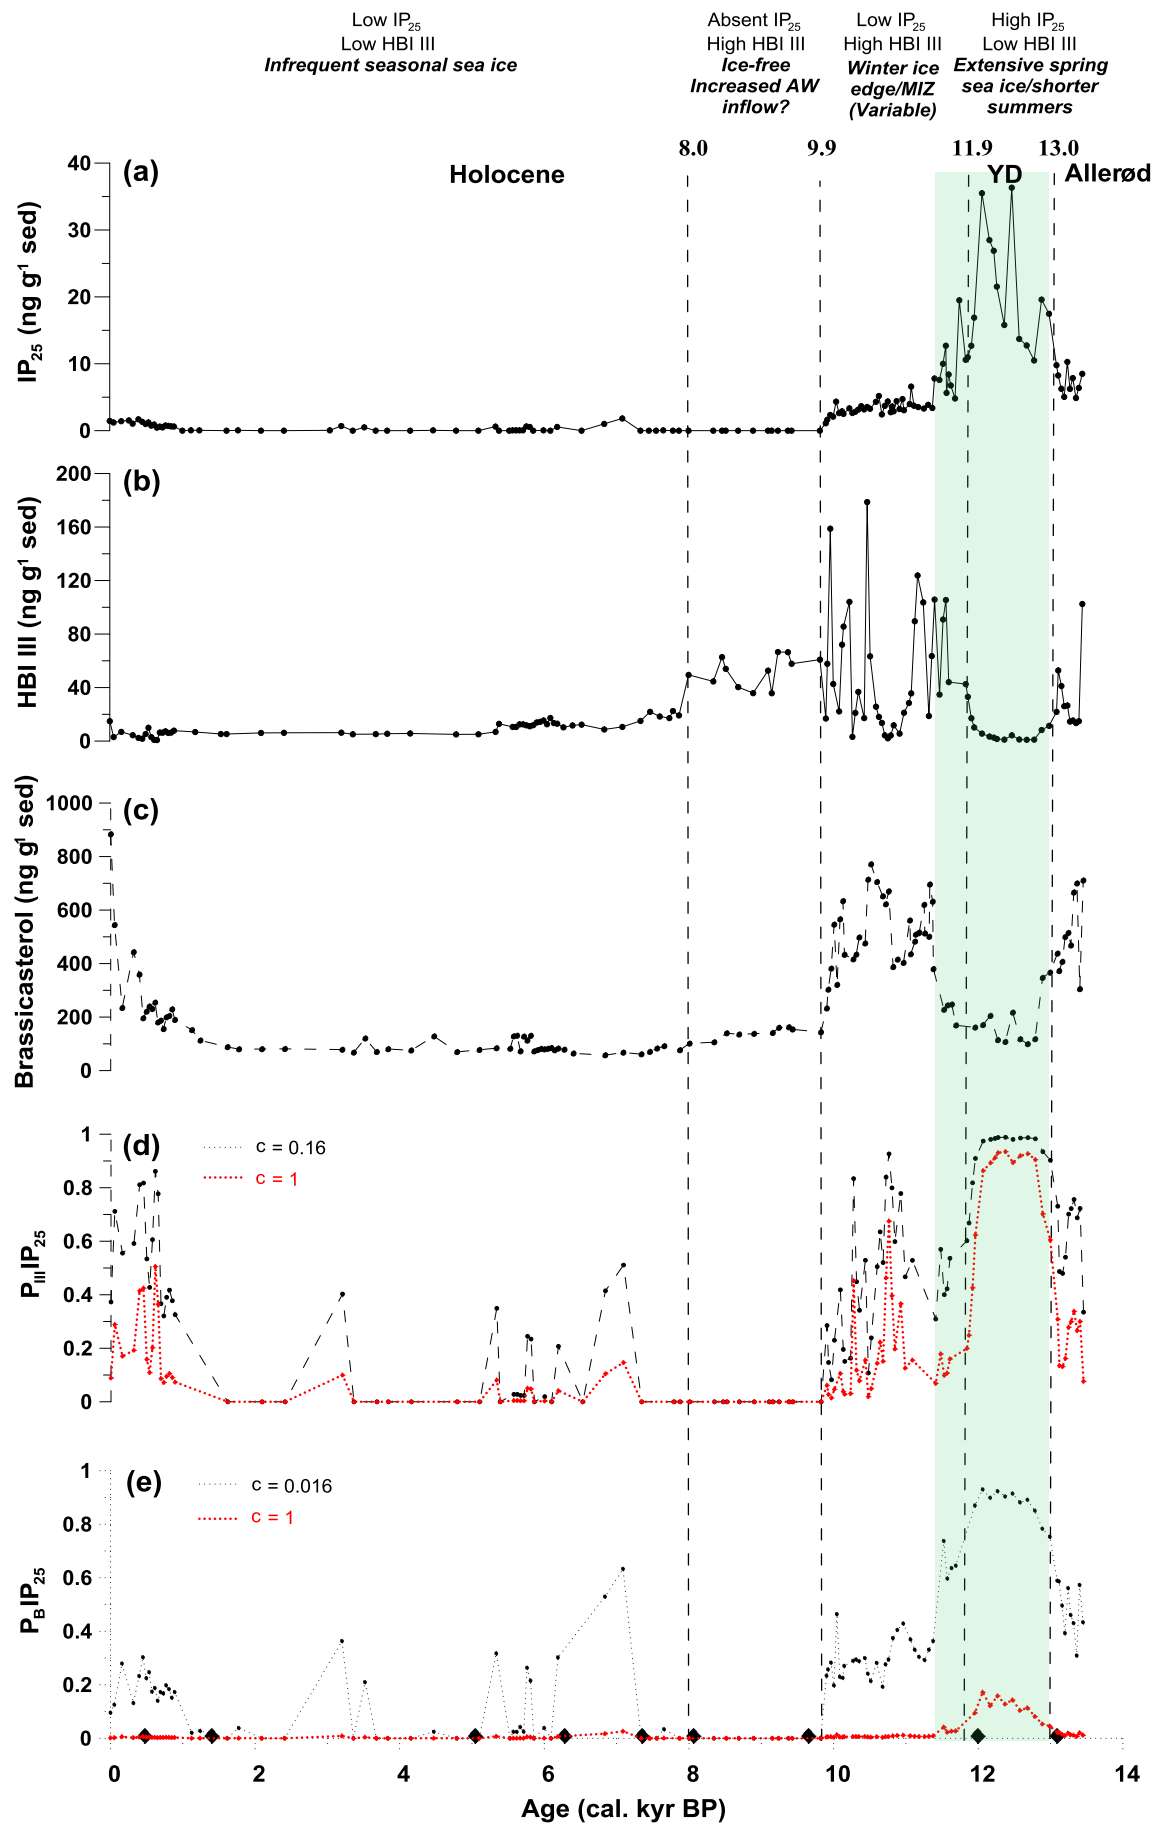 Low IP25
Low HBI III
Infrequent seasonal sea ice
Absent IP25
High HBI III
Ice-free
Increased AW
inflow?
Low IP25
High HBI III
Winter ice
edge/MIZ
(Variable)
High IP25
Low HBI III
Extensive spring
sea ice/shorter
summers
8.0
9.9
11.9
13.0
(a)
Holocene
YD
Allerød
IP25 (ng g-1 sed)
40
30
20
10
0
(b)
HBI III (ng g1 sed)
200
160
120
80
40
0
(c)
Brassicasterol (ng g1 sed)
1000
800
600
400
200
0
(d)
c = 0.16
c = 1
PIIIIP25
1
0.8
0.6
0.4
0.2
0
(e)
c = 0.016
c = 1
PBIP25
1
0.8
0.6
0.4
0.2
0
0 2 4 6 8 10 12 14
Age (cal. kyr BP)